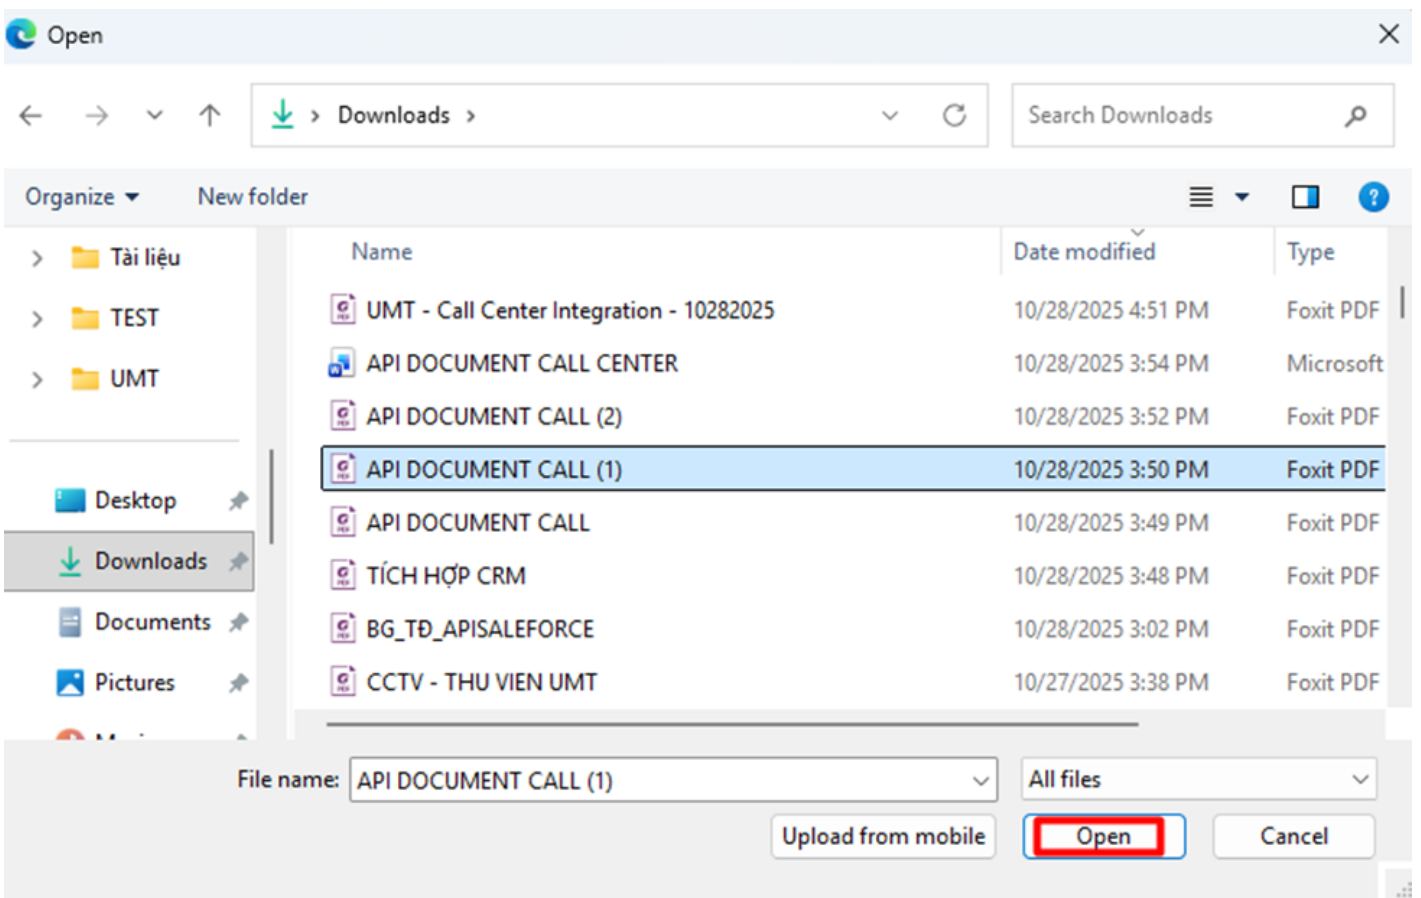 Open
Downloads
Search Downloads
Organize
New folder
Name
Date modified
Type
Tài liệu
TEST
UMT
Desktop
Downloads
Documents
Pictures
UMT - Call Center Integration - 10282025 10/28/2025 4:51 PM Foxit PDF
API DOCUMENT CALL CENTER 10/28/2025 3:54 PM Microsoft
API DOCUMENT CALL (2) 10/28/2025 3:52 PM Foxit PDF
API DOCUMENT CALL (1) 10/28/2025 3:50 PM Foxit PDF
API DOCUMENT CALL 10/28/2025 3:49 PM Foxit PDF
TÍCH HỢP CRM 10/28/2025 3:48 PM Foxit PDF
BG_TĐ_APISALEFORCE 10/28/2025 3:02 PM Foxit PDF
CCTV - THU VIEN UMT 10/27/2025 3:38 PM Foxit PDF
File name: API DOCUMENT CALL (1)
All files
Upload from mobile
Open
Cancel